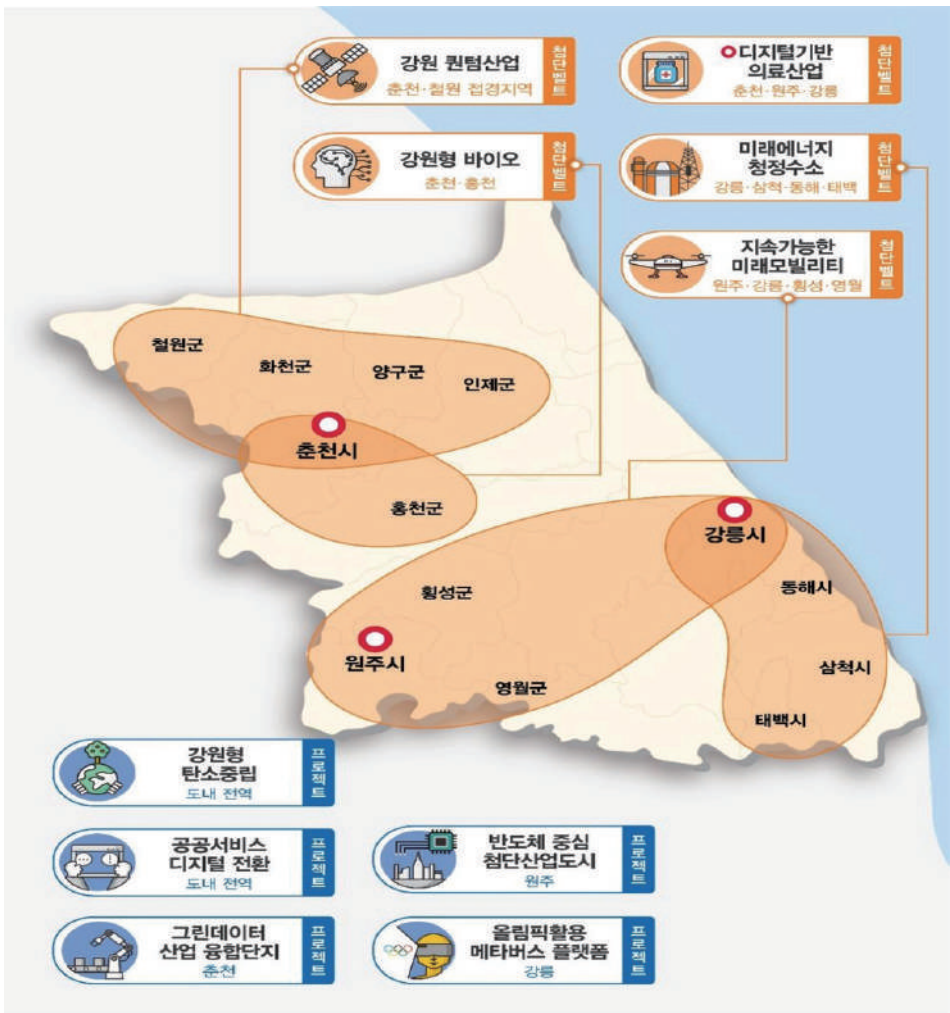 강원 퀀텀산업
춘천·철원 접경지역
첨단벨트
디지털기반
의료산업
춘천·원주·강릉
첨단벨트
강원형 바이오
춘천·홍천
첨단벨트
미래에너지
청정수소
강릉·삼척·동해·태백
첨단벨트
지속가능한
미래모빌리티
원주·강릉·횡성·영월
첨단벨트
철원군
화천군
양구군
인제군
춘천시
홍천군
강릉시
동해시
횡성군
원주시
영월군
삼척시
태백시
강원형
탄소중립
도내 전역
프로젝트
공공서비스
디지털 전환
도내 전역
프로젝트
반도체 중심
첨단산업도시
원주
프로젝트
그린데이터
산업 융합단지
춘천
프로젝트
올림픽활용
메타버스 플랫폼
강릉
프로젝트